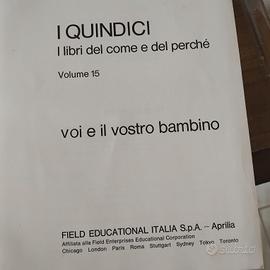 I QUINDICI
I libri del come e del perché
Volume 15
voi e il vostro bambino
FIELD EDUCATIONAL ITALIA S.p.A. – Aprilia
Affiliata alla Field Enterprises Educational Corporation
Chicago London Paris Roma Stuttgart Sydney Tokyo Toronto
subito